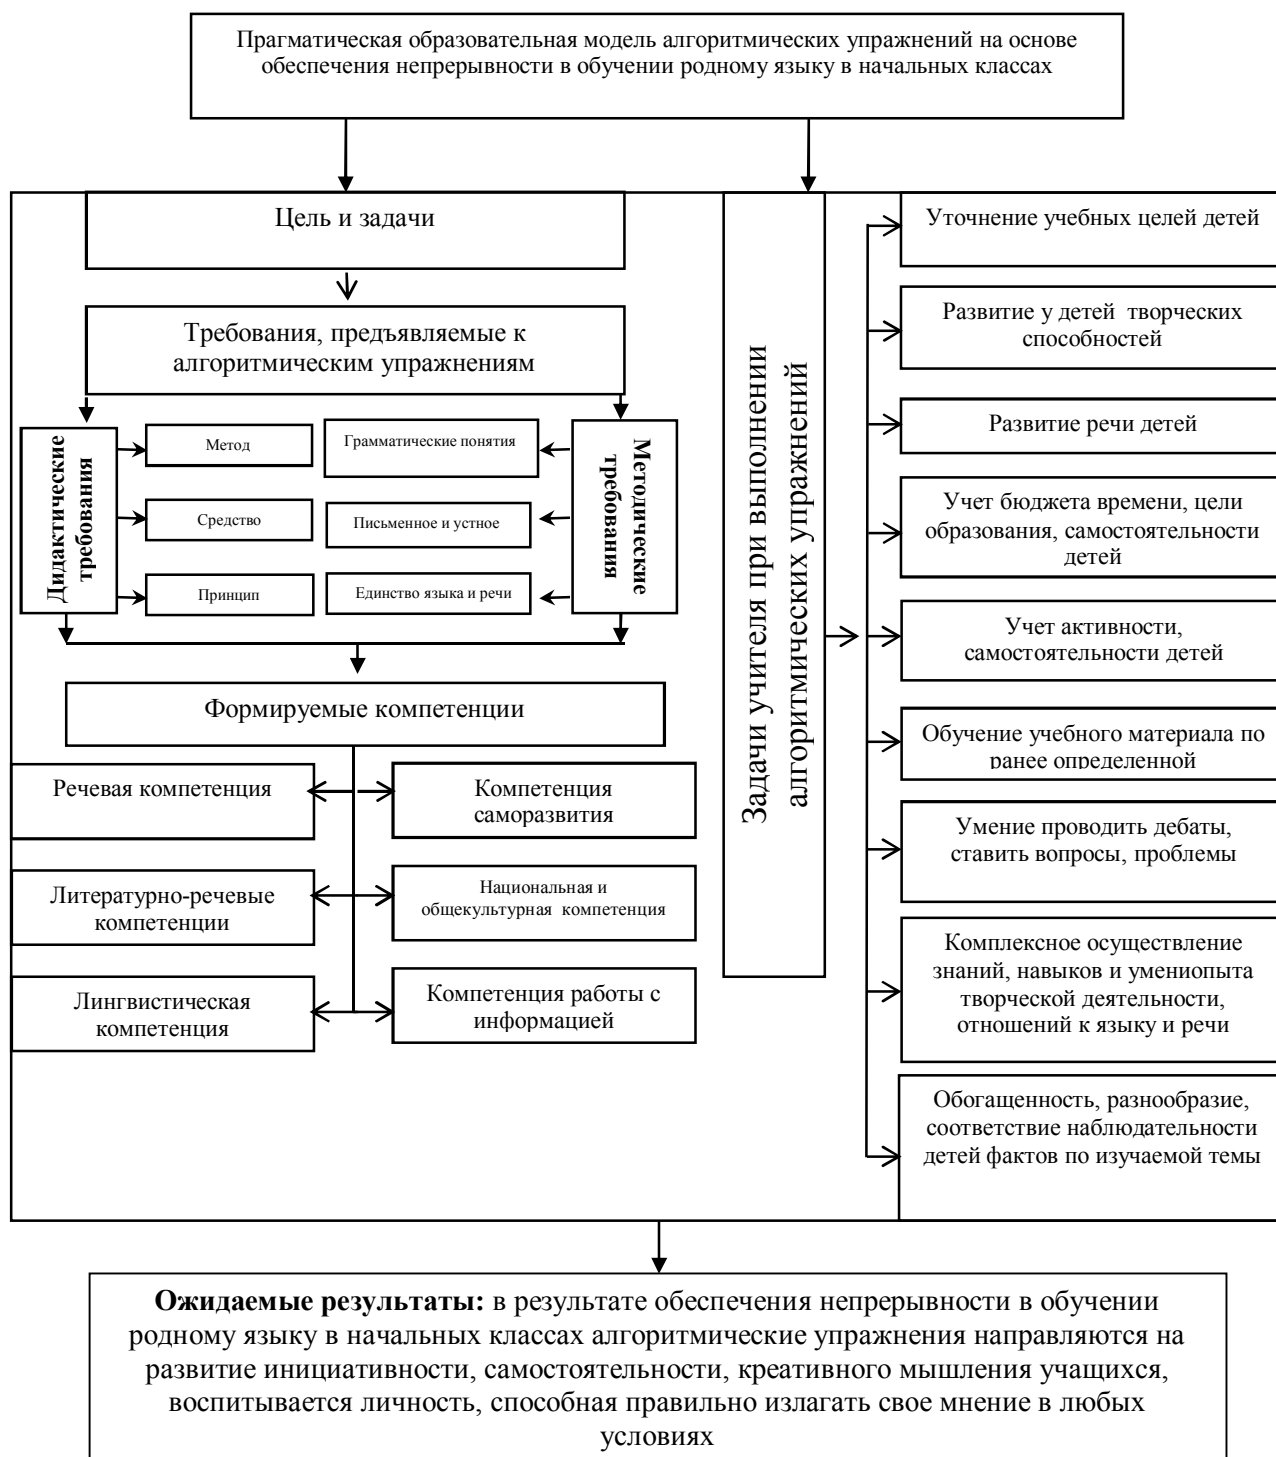 Прагматическая образовательная модель алгоритмических упражнений на основе
обеспечения непрерывности в обучении родному языку в начальных классах
Цель и задачи
Требования, предъявляемые к
алгоритмическим упражнениям
Дидактические
требования
Метод
Средство
Принцип
Грамматические понятия
Письменное и устное
Единство языка и речи
Методические
требования
Формируемые компетенции
Речевая компетенция
Компетенция
саморазвития
Литературно-речевые
компетенции
Национальная и
общекультурная компетенция
Лингвистическая
компетенция
Компетенция работы с
информацией
Задачи учителя при выполнении
алгоритмических упражнений
Уточнение учебных целей детей
Развитие у детей творческих
способностей
Развитие речи детей
Учет бюджета времени, цели
образования, самостоятельности
детей
Учет активности,
самостоятельности детей
Обучение учебного материала по
ранее определенной
Умение проводить дебаты,
ставить вопросы, проблемы
Комплексное осуществление
знаний, навыков и умениопыта
творческой деятельности,
отношений к языку и речи
Обогащенность, разнообразие,
соответствие наблюдательности
детей фактов по изучаемой темы
Ожидаемые результаты: в результате обеспечения непрерывности в обучении
родному языку в начальных классах алгоритмические упражнения направляются на
развитие инициативности, самостоятельности, креативного мышления учащихся,
воспитывается личность, способная правильно излагать свое мнение в любых
условиях